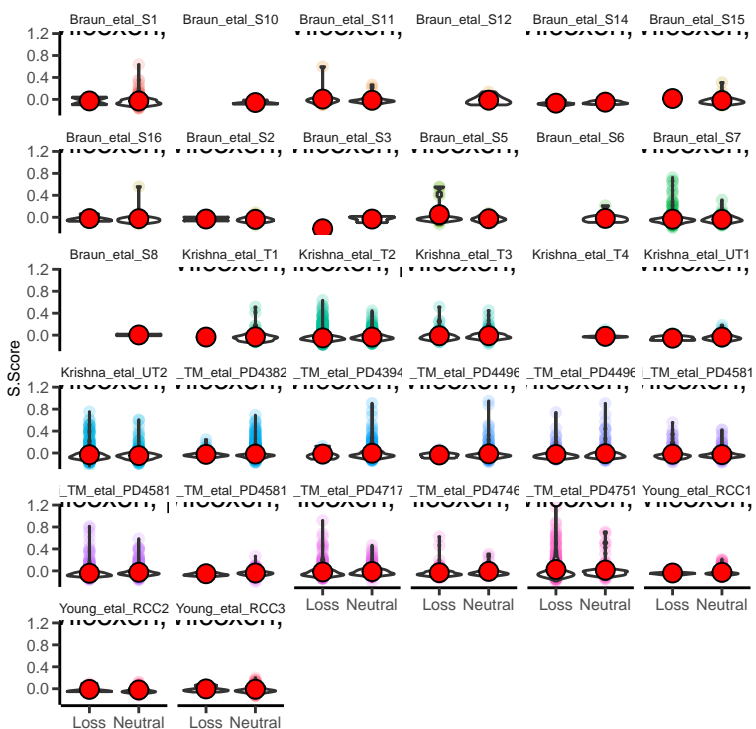 Braun_etal_S1 Braun_etal_S10 Braun_etal_S11 Braun_etal_S12 Braun_etal_S14 Braun_etal_S15
1.2
0.8
0.4
0.0
Braun_etal_S16 Braun_etal_S2 Braun_etal_S3 Braun_etal_S5 Braun_etal_S6 Braun_etal_S7
1.2
0.8
0.4
0.0
Braun_etal_S8 Krishna_etal_T1 Krishna_etal_T2 Krishna_etal_T3 Krishna_etal_T4 Krishna_etal_UT1
1.2
0.8
0.4
0.0
S.Score
Krishna_etal_UT2 _TM_etal_PD4382 _TM_etal_PD4394 _TM_etal_PD4496 _TM_etal_PD4496 _TM_etal_PD4581
1.2
0.8
0.4
0.0
_TM_etal_PD4581 _TM_etal_PD4581 _TM_etal_PD4717 _TM_etal_PD4746 _TM_etal_PD4751 Young_etal_RCC1
1.2
0.8
0.4
0.0
Loss Neutral Loss Neutral Loss Neutral Loss Neutral
Young_etal_RCC2 Young_etal_RCC3
1.2
0.8
0.4
0.0
Loss Neutral Loss Neutral